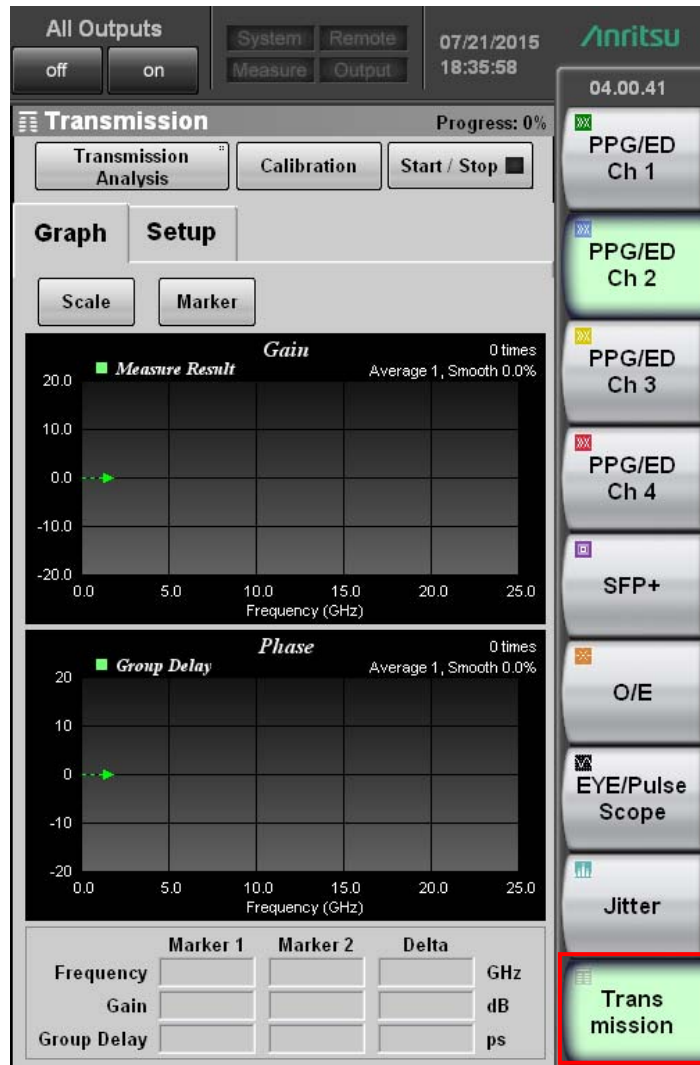 All Outputs
off on
System Remote
Measure Output
07/21/2015
18:35:58
Anritsu
04.00.41
Transmission
Progress: 0%
Transmission
Analysis
Calibration
Start / Stop
Graph
Setup
Scale
Marker
Gain
0 times
Measure Result
Average 1, Smooth 0.0%
20.0
10.0
0.0
-10.0
-20.0
0.0 5.0 10.0 15.0 20.0 25.0
Frequency (GHz)
Phase
0 times
Group Delay
Average 1, Smooth 0.0%
20
10
0
-10
-20
0.0 5.0 10.0 15.0 20.0 25.0
Frequency (GHz)
Marker 1 Marker 2 Delta
Frequency GHz
Gain dB
Group Delay ps
PPG/ED
Ch 1
PPG/ED
Ch 2
PPG/ED
Ch 3
PPG/ED
Ch 4
SFP+
O/E
EYE/Pulse
Scope
Jitter
Trans
mission